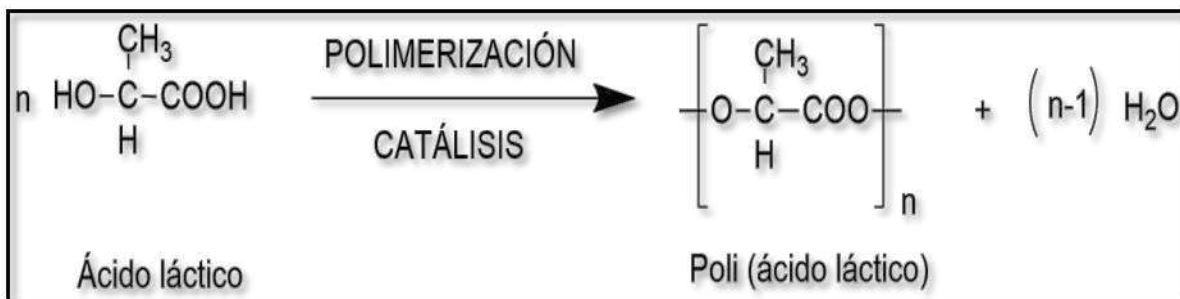 CH₃ POLIMERIZACIÓN CH₃
n HO-C-COOH -O-C-COO- + (n-1) H₂O
H CATÁLISIS H
n
Ácido láctico Poli (ácido láctico)